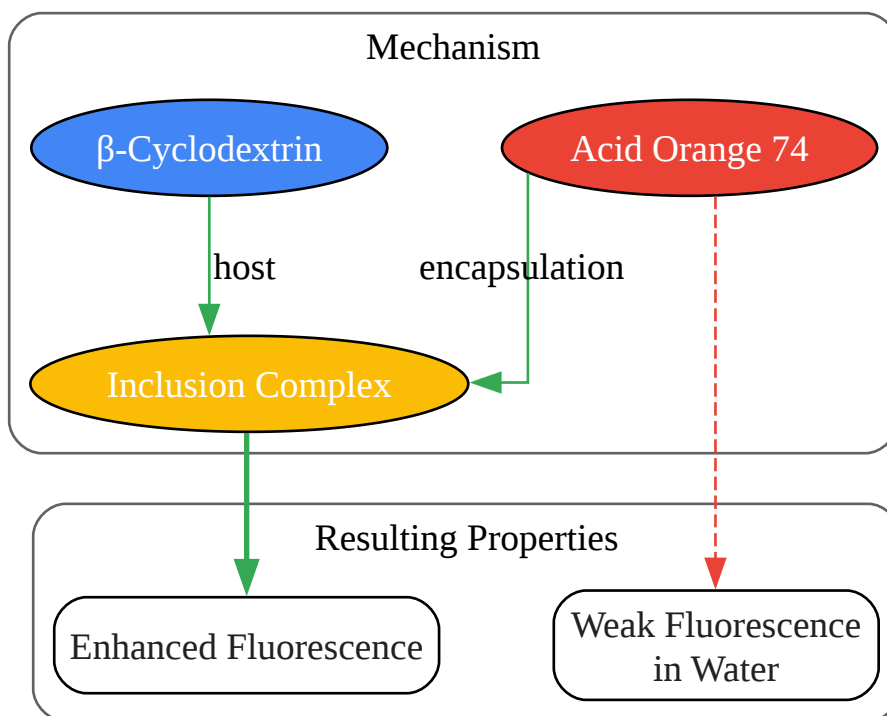 Mechanism
β-Cyclodextrin
Acid Orange 74
host
encapsulation
Inclusion Complex
Resulting Properties
Enhanced Fluorescence
Weak Fluorescence
in Water